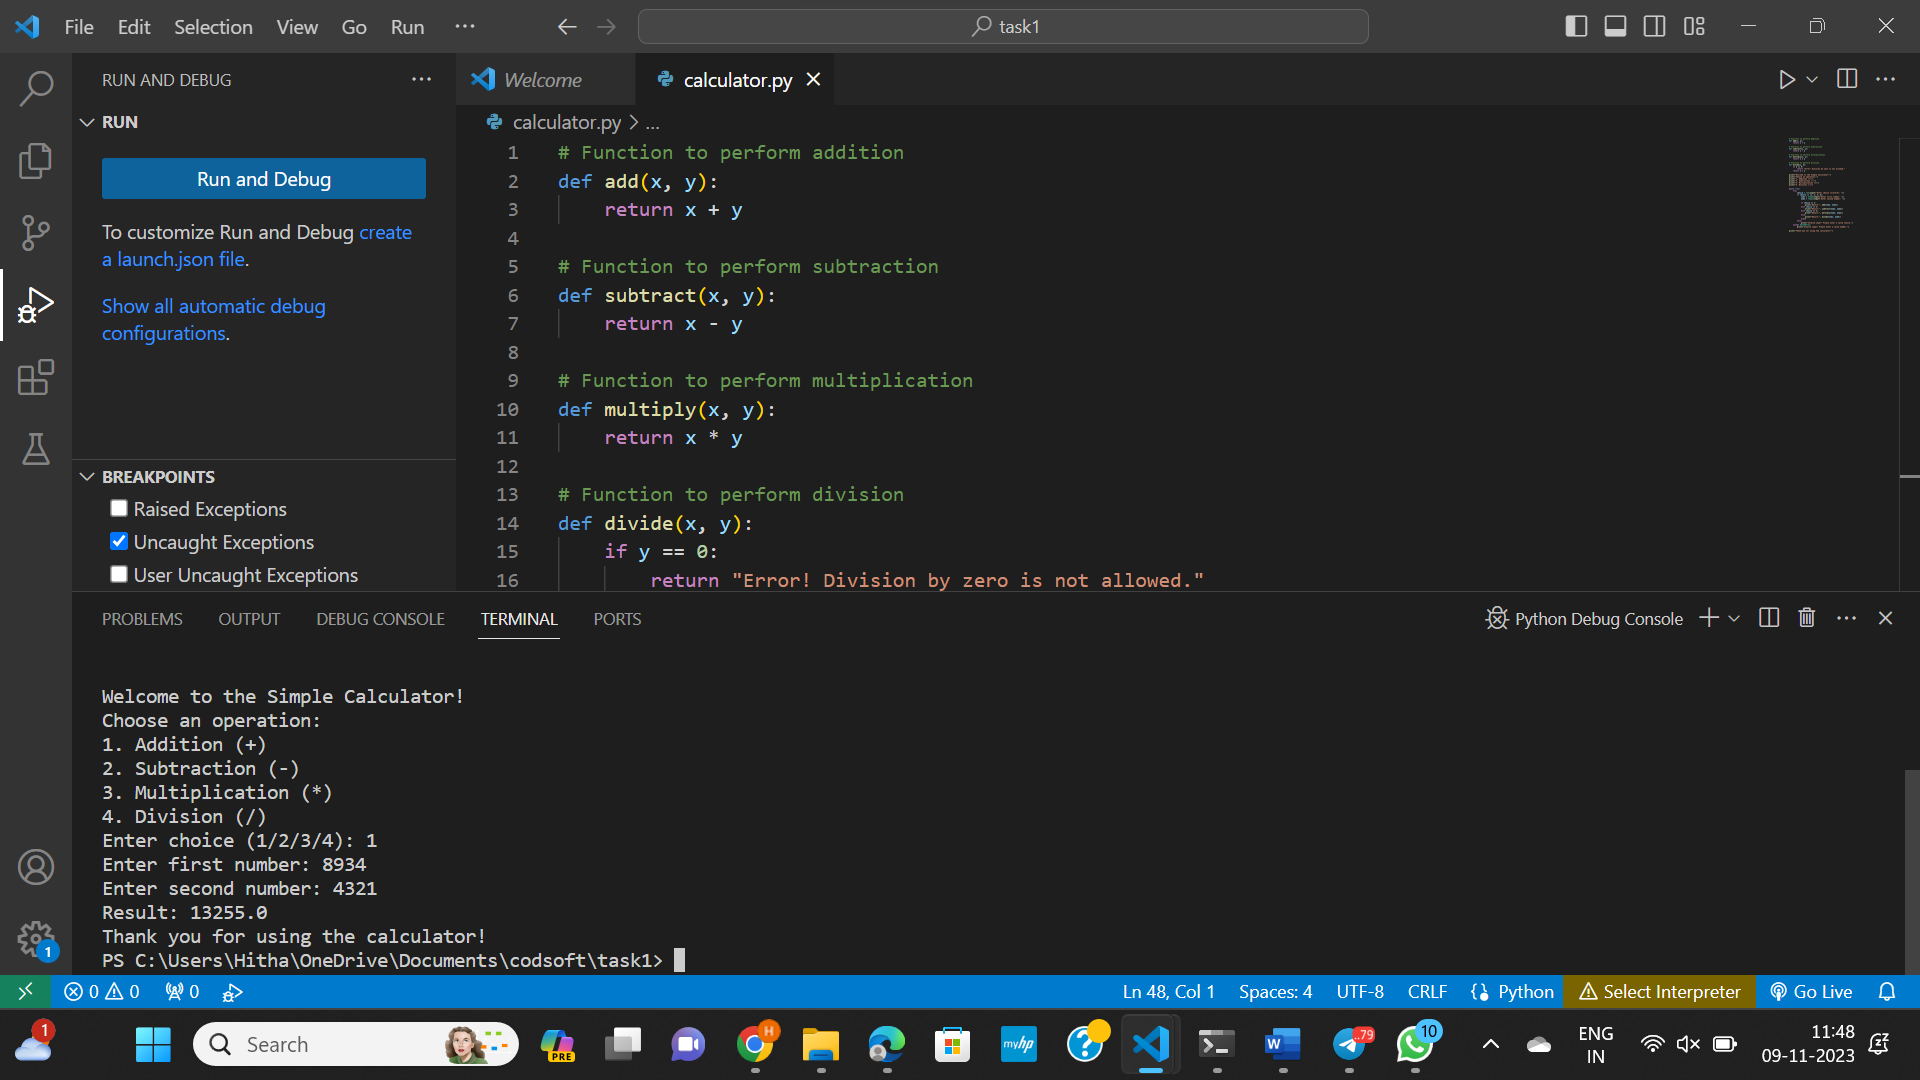 File Edit Selection View Go Run ...
task1
RUN AND DEBUG
RUN
Run and Debug
To customize Run and Debug create
a launch.json file.
Show all automatic debug
configurations.
BREAKPOINTS
Raised Exceptions
Uncaught Exceptions
User Uncaught Exceptions
Welcome
calculator.py
calculator.py > ...
1 # Function to perform addition
2 def add(x, y):
3 return x + y
4
5 # Function to perform subtraction
6 def subtract(x, y):
7 return x - y
8
9 # Function to perform multiplication
10 def multiply(x, y):
11 return x * y
12
13 # Function to perform division
14 def divide(x, y):
15 if y == 0:
16 return "Error! Division by zero is not allowed."
PROBLEMS OUTPUT DEBUG CONSOLE TERMINAL PORTS
Python Debug Console
Welcome to the Simple Calculator!
Choose an operation:
1. Addition (+)
2. Subtraction (-)
3. Multiplication (*)
4. Division (/)
Enter choice (1/2/3/4): 1
Enter first number: 8934
Enter second number: 4321
Result: 13255.0
Thank you for using the calculator!
PS C:\Users\Hitha\OneDrive\Documents\codsoft\task1>
1
0 0 0
Ln 48, Col 1 Spaces: 4 UTF-8 CRLF Python Select Interpreter Go Live
1
Search
PRE
H
myhp
W
.79
10
ENG
IN
11:48
09-11-2023